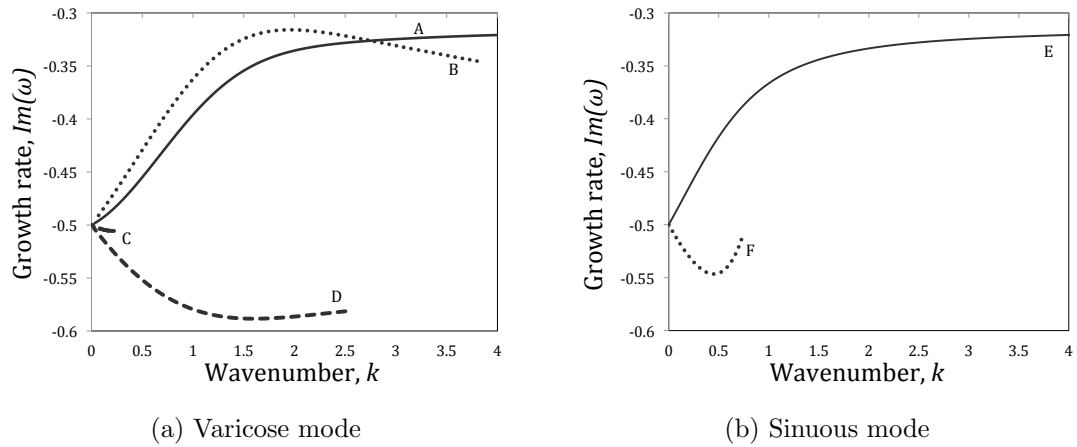 -0.3
-0.35
-0.4
-0.45
-0.5
-0.55
-0.6
Growth rate, Im(ω)
A
B
C
D
0 0.5 1 1.5 2 2.5 3 3.5 4
Wavenumber, k
(a) Varicose mode
-0.3
-0.35
-0.4
-0.45
-0.5
-0.55
-0.6
Growth rate, Im(ω)
E
F
0 0.5 1 1.5 2 2.5 3 3.5 4
Wavenumber, k
(b) Sinuous mode